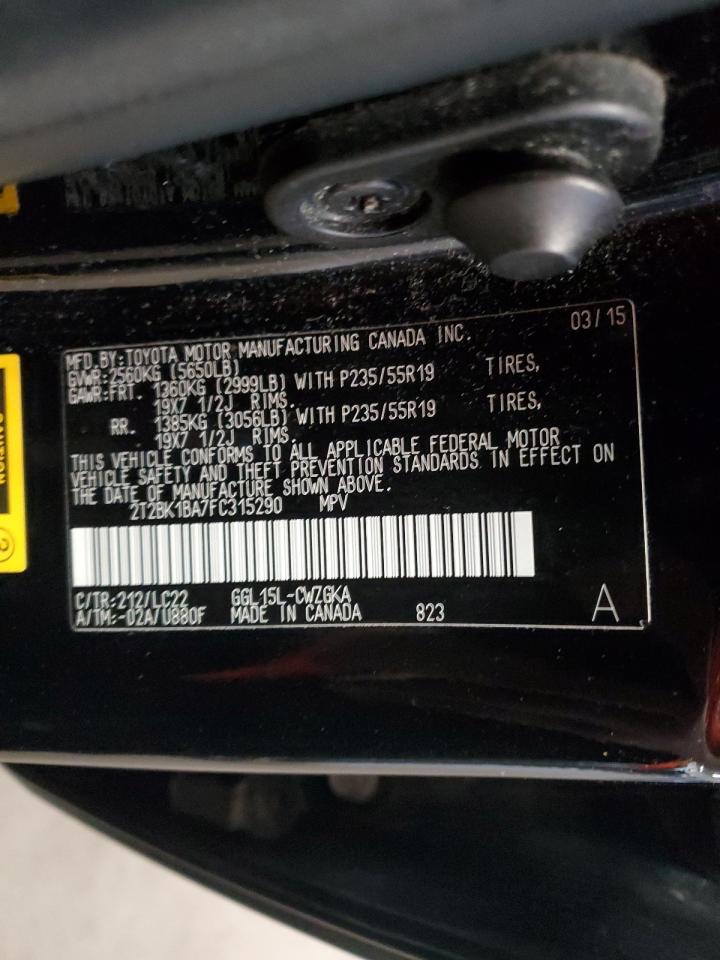 MFD.BY:TOYOTA MOTOR MANUFACTURING CANADA INC. 03/15
GVWR:2560KG (5650LB)
GAWR:FRT. 1360KG (2999LB) WITH P235/55R19 TIRES,
19X7 1/2J RIMS.
RR. 1385KG (3056LB) WITH P235/55R19 TIRES,
19X7 1/2J RIMS.
THIS VEHICLE CONFORMS TO ALL APPLICABLE FEDERAL MOTOR
VEHICLE SAFETY AND THEFT PREVENTION STANDARDS IN EFFECT ON
THE DATE OF MANUFACTURE SHOWN ABOVE.
2T2BK1BA7FC315290 MPV
C/TR:212/LC22 GGL15L-CWZGKA
A/TM:-02A/U880F MADE IN CANADA 823 A
CAUTION
2